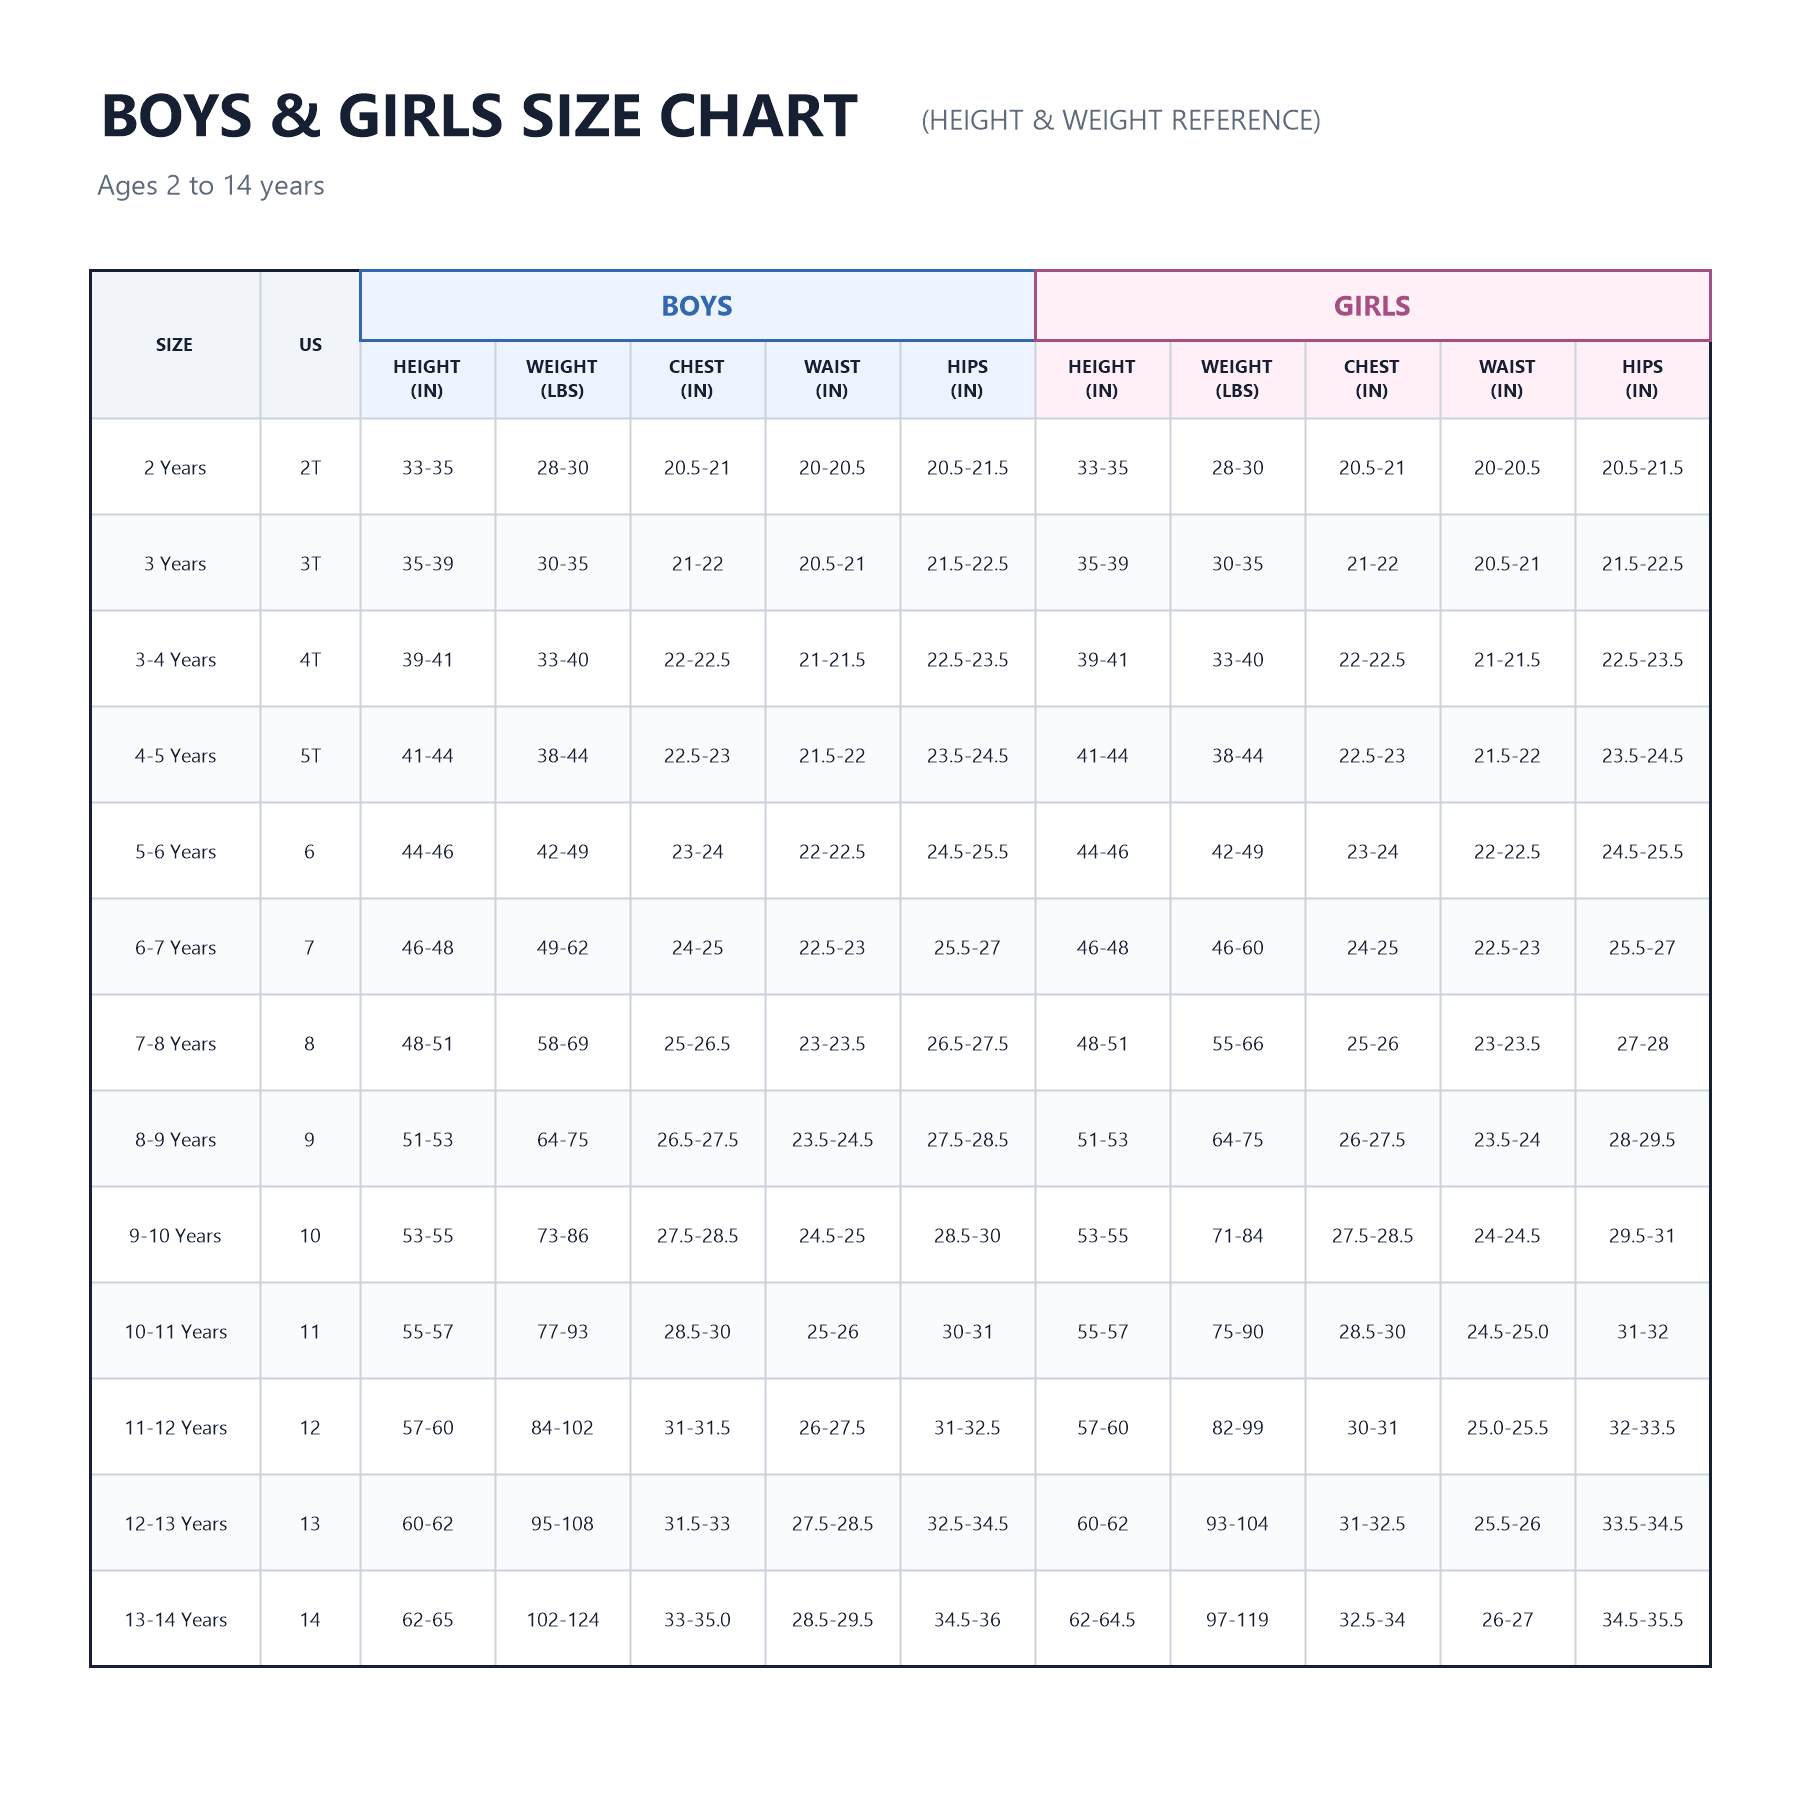 BOYS & GIRLS SIZE CHART (HEIGHT & WEIGHT REFERENCE)
Ages 2 to 14 years
SIZE US BOYS GIRLS
HEIGHT (IN) WEIGHT (LBS) CHEST (IN) WAIST (IN) HIPS (IN) HEIGHT (IN) WEIGHT (LBS) CHEST (IN) WAIST (IN) HIPS (IN)
2 Years 2T 33-35 28-30 20.5-21 20-20.5 20.5-21.5 33-35 28-30 20.5-21 20-20.5 20.5-21.5
3 Years 3T 35-39 30-35 21-22 20.5-21 21.5-22.5 35-39 30-35 21-22 20.5-21 21.5-22.5
3-4 Years 4T 39-41 33-40 22-22.5 21-21.5 22.5-23.5 39-41 33-40 22-22.5 21-21.5 22.5-23.5
4-5 Years 5T 41-44 38-44 22.5-23 21.5-22 23.5-24.5 41-44 38-44 22.5-23 21.5-22 23.5-24.5
5-6 Years 6 44-46 42-49 23-24 22-22.5 24.5-25.5 44-46 42-49 23-24 22-22.5 24.5-25.5
6-7 Years 7 46-48 49-62 24-25 22.5-23 25.5-27 46-48 46-60 24-25 22.5-23 25.5-27
7-8 Years 8 48-51 58-69 25-26.5 23-23.5 26.5-27.5 48-51 55-66 25-26 23-23.5 27-28
8-9 Years 9 51-53 64-75 26.5-27.5 23.5-24.5 27.5-28.5 51-53 64-75 26-27.5 23.5-24 28-29.5
9-10 Years 10 53-55 73-86 27.5-28.5 24.5-25 28.5-30 53-55 71-84 27.5-28.5 24-24.5 29.5-31
10-11 Years 11 55-57 77-93 28.5-30 25-26 30-31 55-57 75-90 28.5-30 24.5-25.0 31-32
11-12 Years 12 57-60 84-102 31-31.5 26-27.5 31-32.5 57-60 82-99 30-31 25.0-25.5 32-33.5
12-13 Years 13 60-62 95-108 31.5-33 27.5-28.5 32.5-34.5 60-62 93-104 31-32.5 25.5-26 33.5-34.5
13-14 Years 14 62-65 102-124 33-35.0 28.5-29.5 34.5-36 62-64.5 97-119 32.5-34 26-27 34.5-35.5